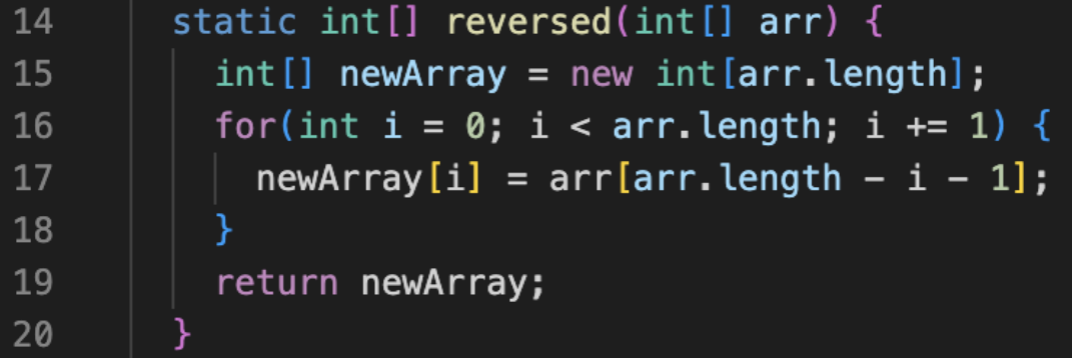 14 static int[] reversed(int[] arr) {
15 int[] newArray = new int[arr.length];
16 for(int i = 0; i < arr.length; i += 1) {
17 newArray[i] = arr[arr.length - i - 1];
18 }
19 return newArray;
20 }